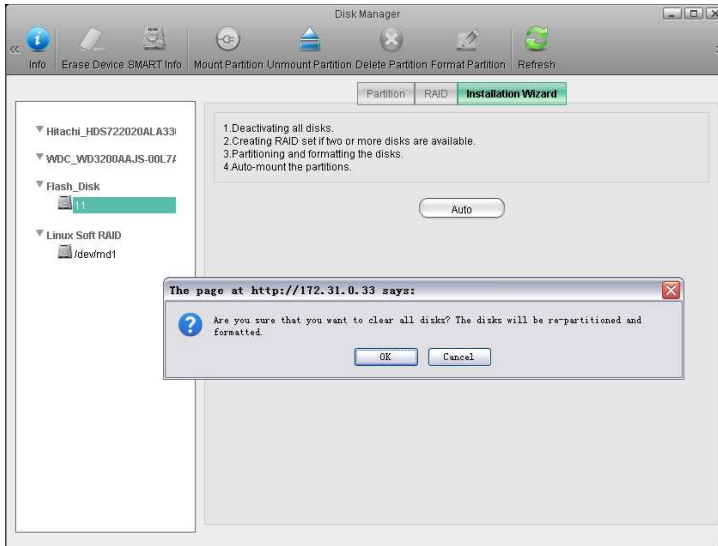 Disk Manager
Info Erase Device SMART Info Mount Partition Unmount Partition Delete Partition Format Partition Refresh
Partition RAID Installation Wizard
Hitachi_HDS722020ALA33
WDC_WD3200AAJS-00L7
Flash_Disk
11
Linux Soft RAID
/dev/md1
1.Deactivating all disks.
2.Creating RAID set if two or more disks are available.
3.Partitioning and formatting the disks.
4.Auto-mount the partitions.
Auto
The page at http://172.31.0.33 says:
Are you sure that you want to clear all disks? The disks will be re-partitioned and
formatted.
OK Cancel